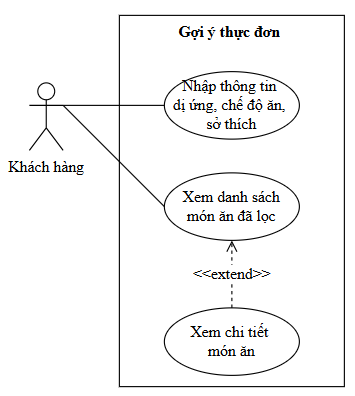 Gợi ý thực đơn
Nhập thông tin
dị ứng, chế độ ăn,
sở thích
Khách hàng
Xem danh sách
món ăn đã lọc
<<extend>>
Xem chi tiết
món ăn